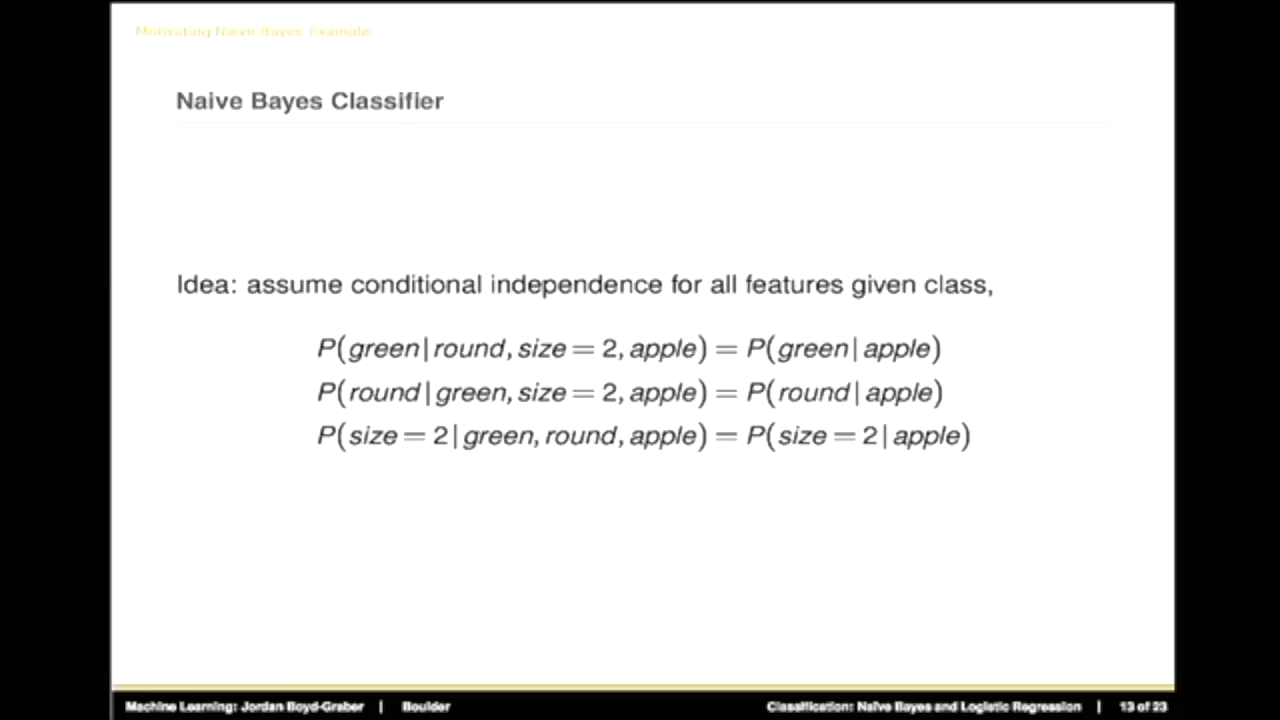 Motivating Naive Bayes Example
Naive Bayes Classifier
Idea: assume conditional independence for all features given class,
P(green|round, size = 2, apple) = P(green|apple)
P(round|green, size = 2, apple) = P(round|apple)
P(size = 2|green, round, apple) = P(size = 2|apple)
Machine Learning: Jordan Boyd-Graber | Boulder
Classification: Naïve Bayes and Logistic Regression | 13 of 23